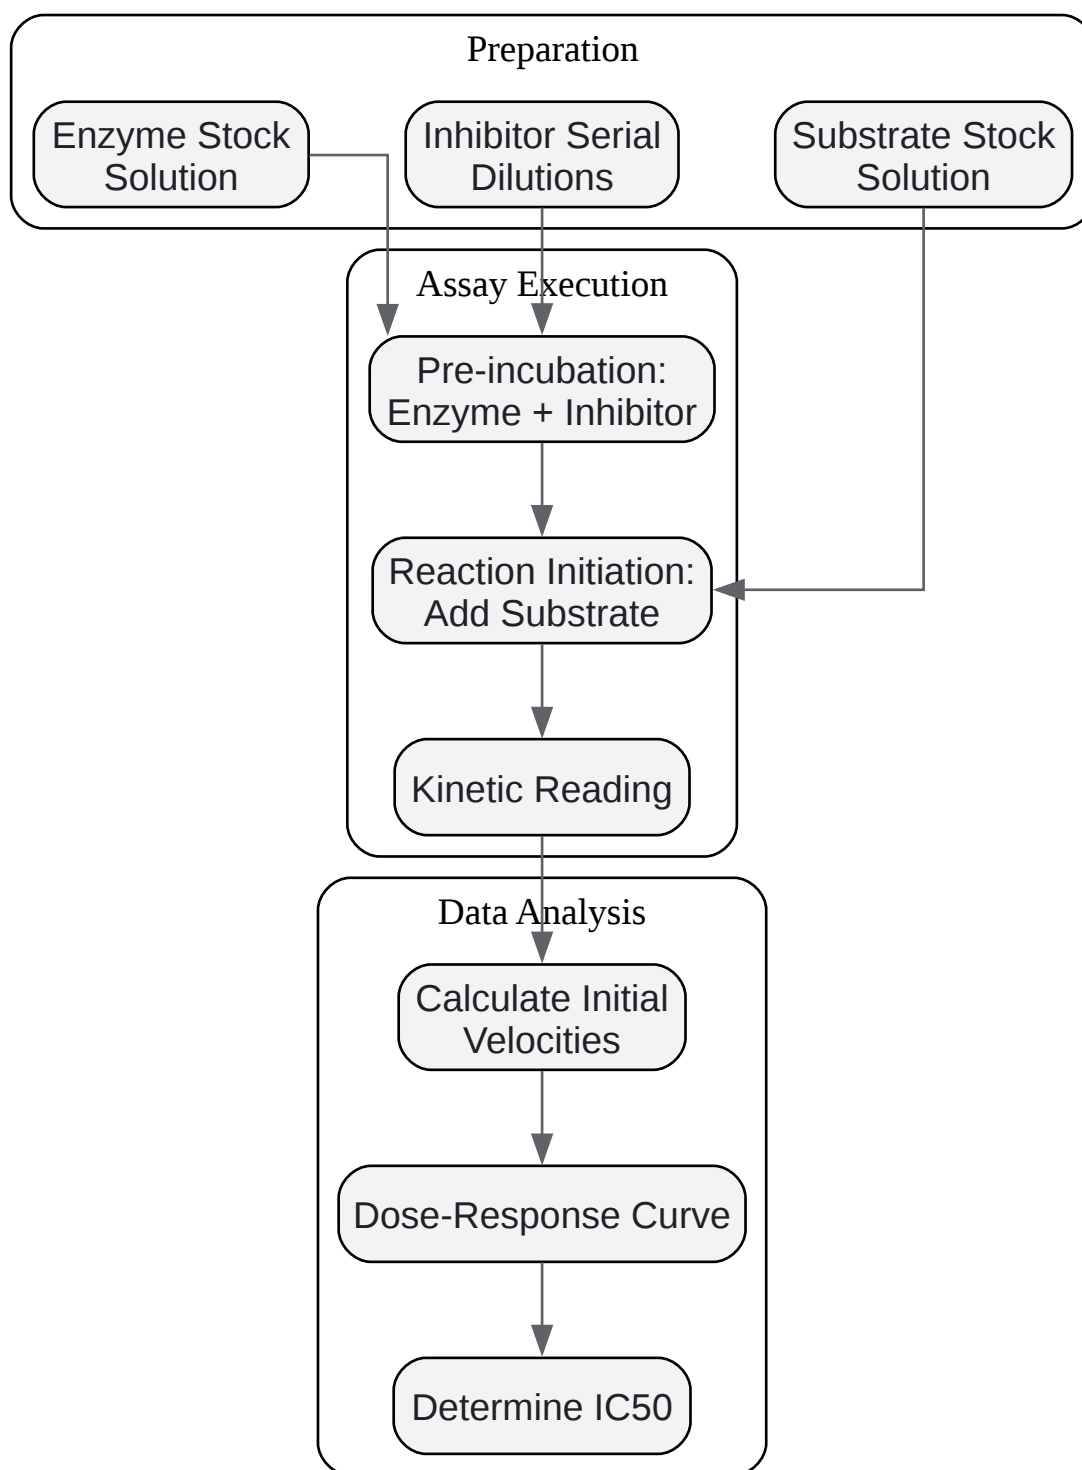 Preparation
Enzyme Stock
Solution
Inhibitor Serial
Dilutions
Substrate Stock
Solution
Assay Execution
Pre-incubation:
Enzyme + Inhibitor
Reaction Initiation:
Add Substrate
Kinetic Reading
Data Analysis
Calculate Initial
Velocities
Dose-Response Curve
Determine IC50